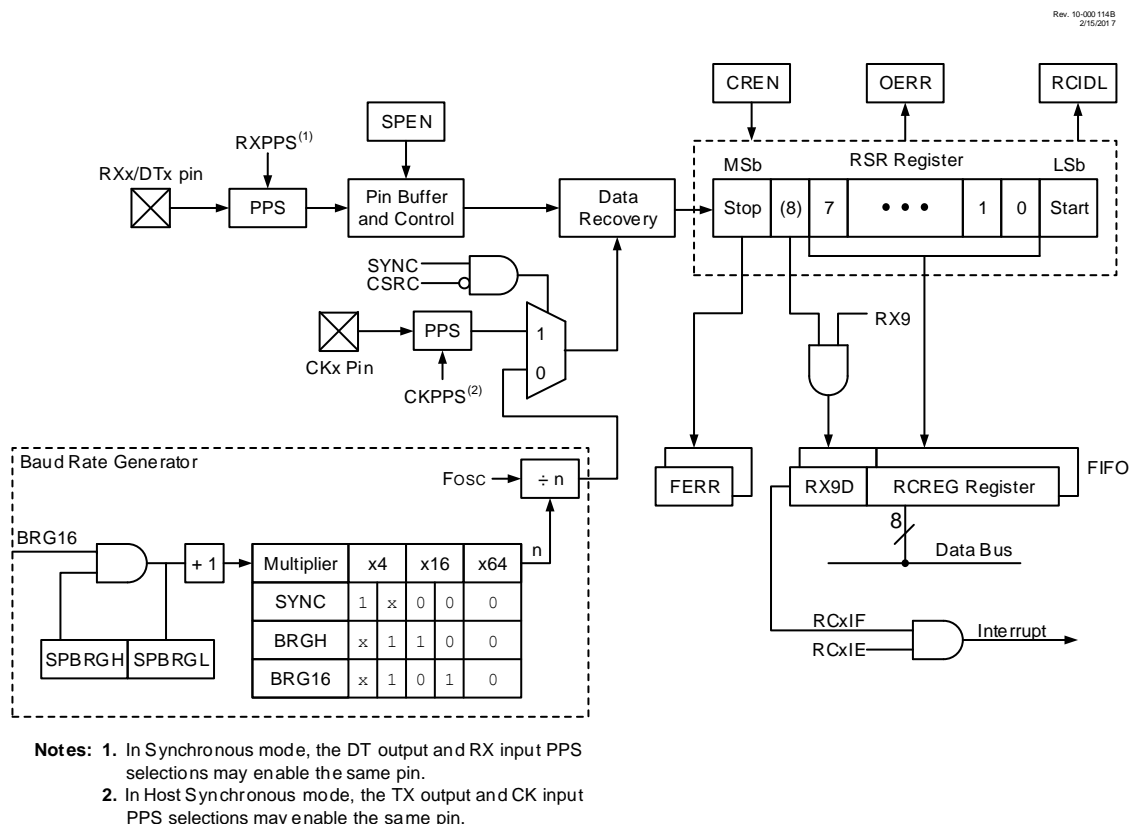 Rev. 10-000 114B
2/15/201 7
CREN
OERR
RCIDL
SPEN
RXPPS(1)
RXx/DTx pin
PPS
Pin Buffer
and Control
Data
Recovery
MSb
RSR Register
LSb
Stop (8) 7 • • • 1 0 Start
SYNC
CSRC
CKx Pin
PPS
CKPPS(2)
1
0
RX9
Baud Rate Generator
Fosc
÷ n
n
BRG16
+ 1
SPBRGH SPBRGL
Multiplier x4 x16 x64
SYNC 1 x 0 0 0
BRGH x 1 1 0 0
BRG16 x 1 0 1 0
FERR
RX9D
RCREG Register
FIFO
8
Data Bus
RCxIF
RCxIE
Interrupt
Notes: 1. In Synchronous mode, the DT output and RX input PPS
selections may enable the same pin.
2. In Host Synchronous mode, the TX output and CK input
PPS selections may enable the same pin.